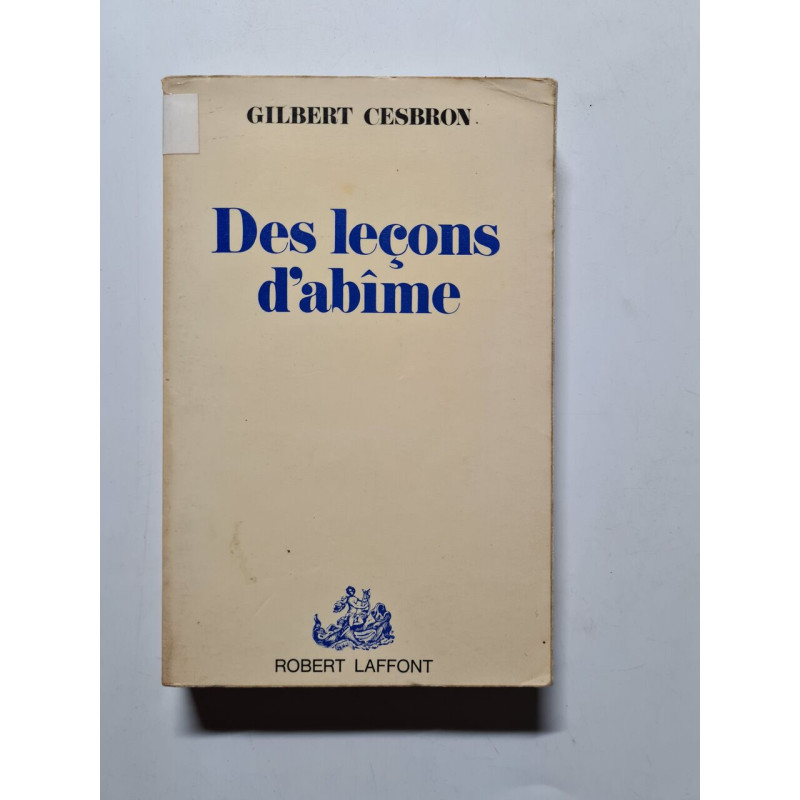 GILBERT CESBRON
Des leçons
d'abîme
ROBERT LAFFONT